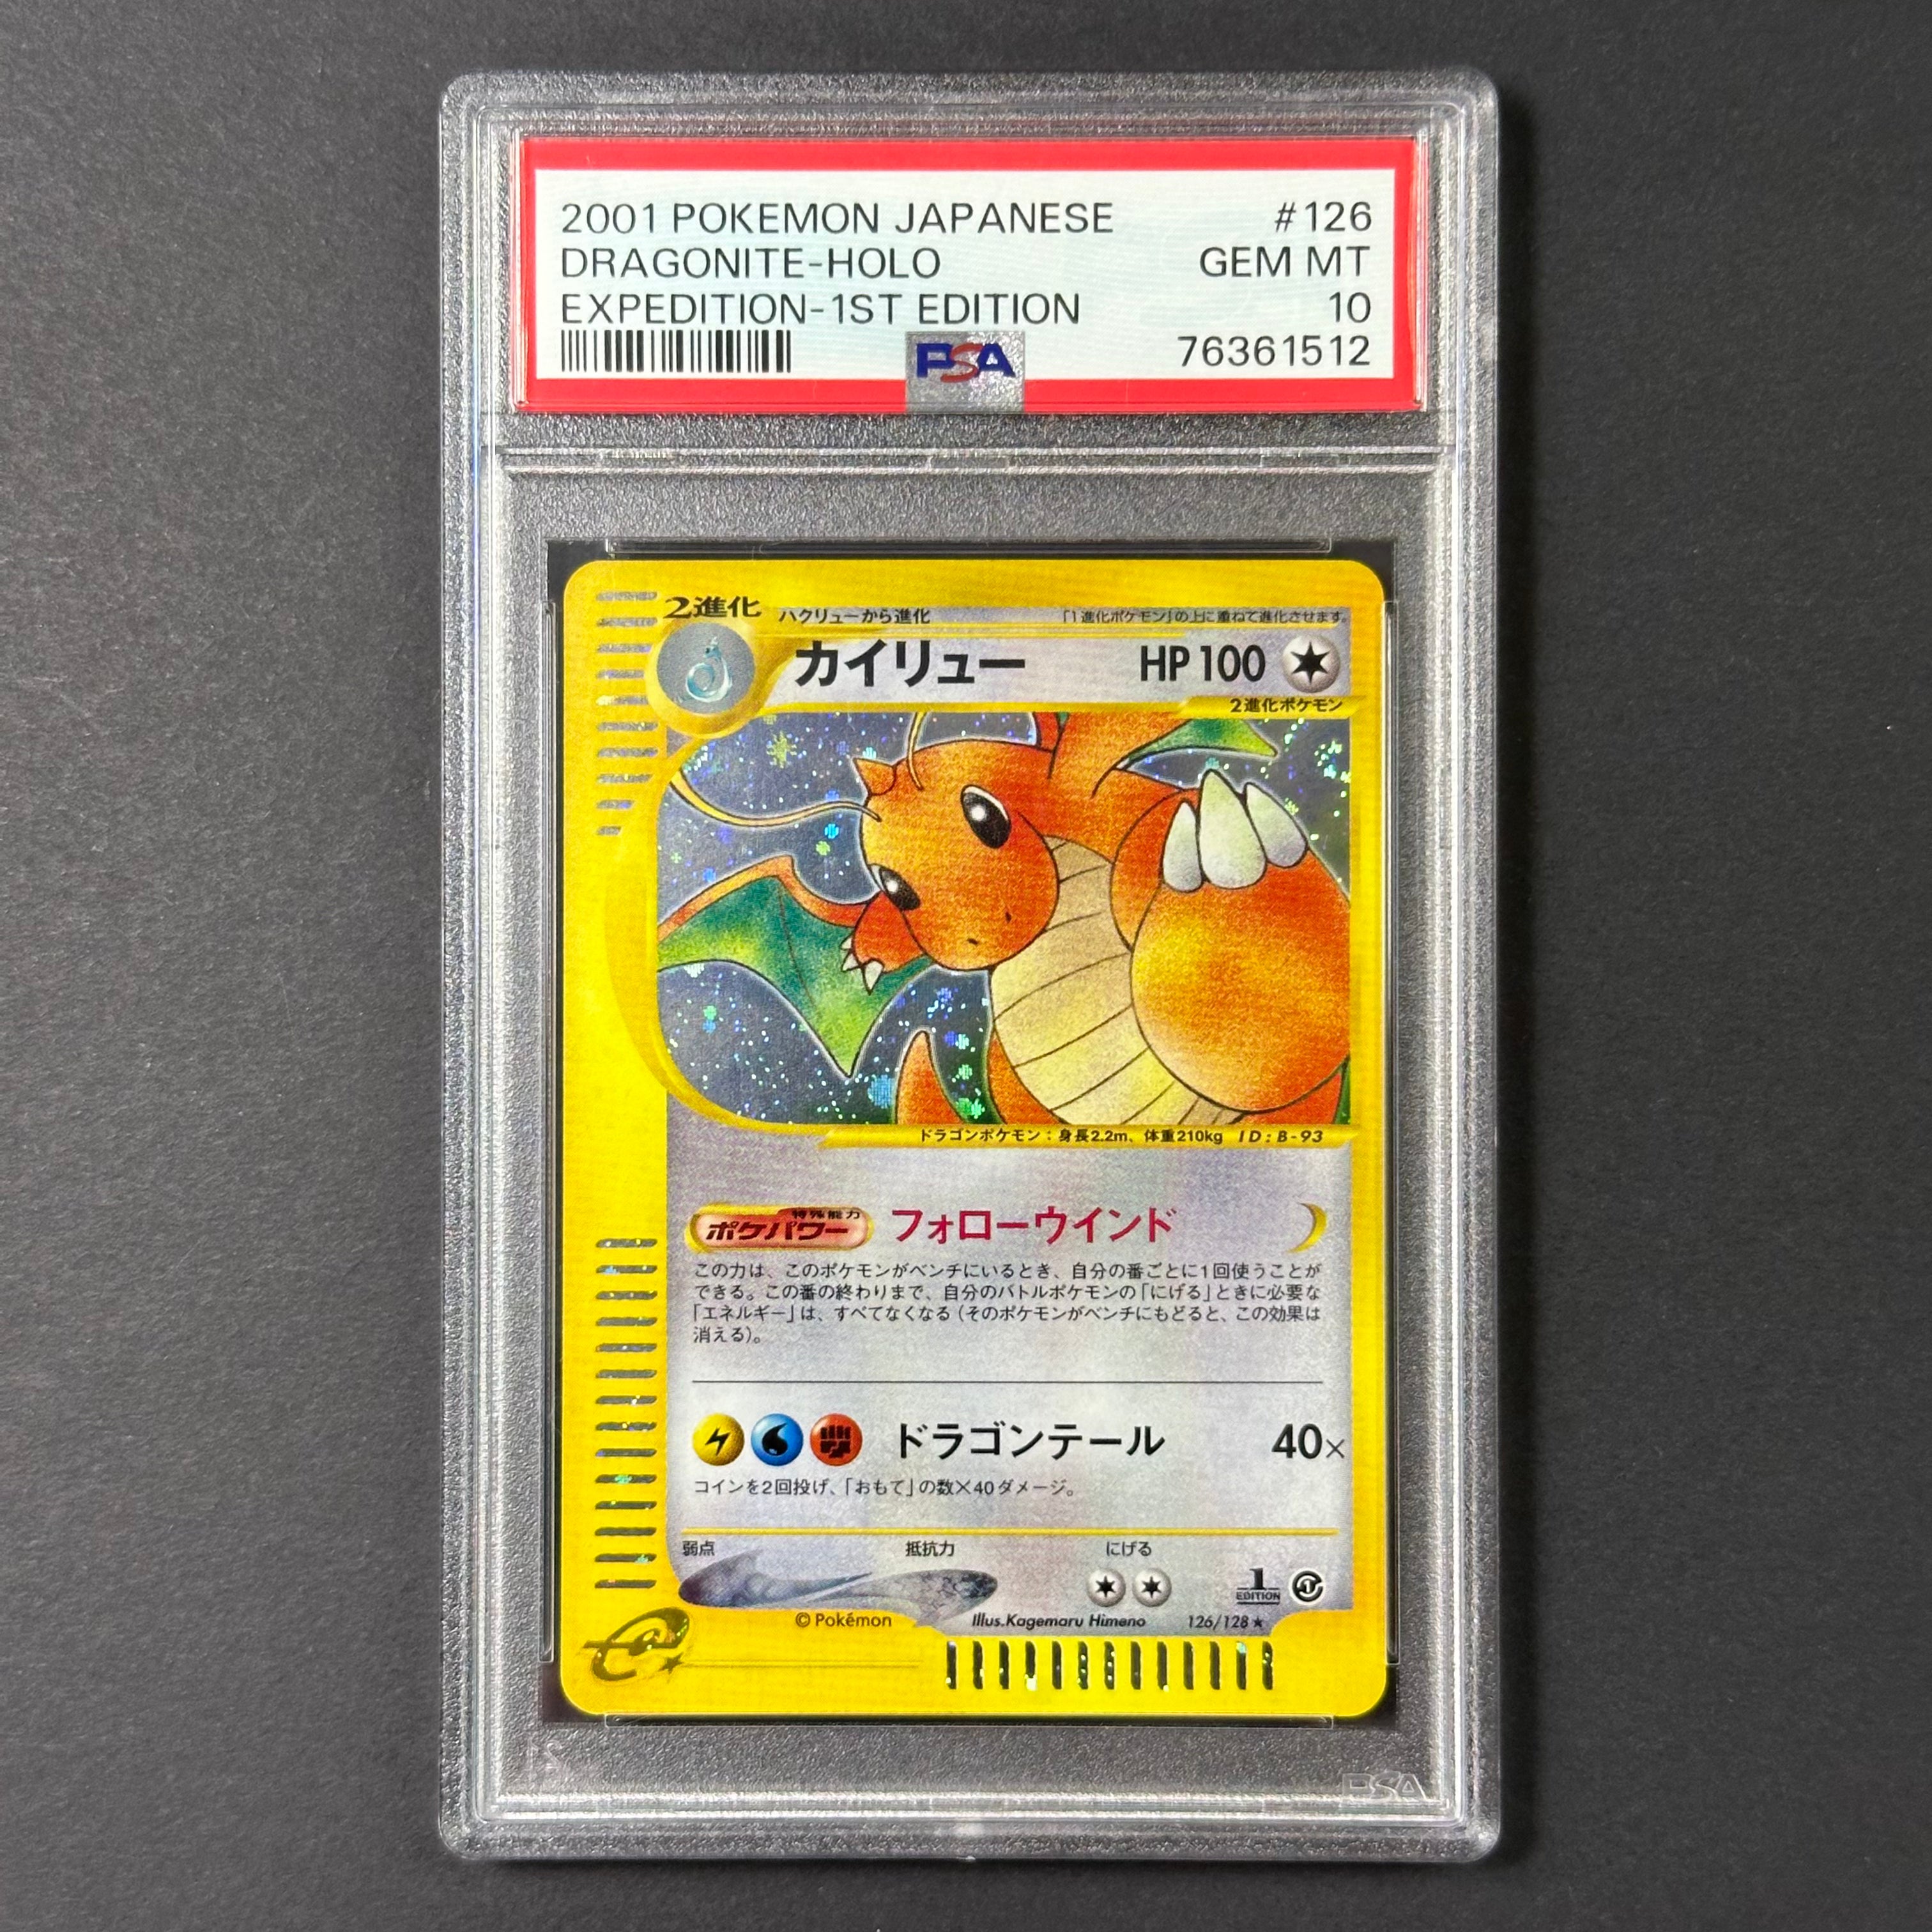 2001 POKEMON JAPANESE #126
DRAGONITE-HOLO GEM MT
EXPEDITION-1ST EDITION 10
PSA 76361512
2進化 ハクリューから進化 「1進化ポケモン」の上に重ねて進化させます。
カイリュー HP100
2進化ポケモン
ドラゴンポケモン：身長2.2m、体重210kg ID:B-93
特殊能力
ポケパワー フォローウインド
この力は、このポケモンがベンチにいるとき、自分の番ごとに1回使うことが
できる。この番の終わりまで、自分のバトルポケモンの「にげる」ときに必要な
「エネルギー」は、すべてなくなる（そのポケモンがベンチにもどると、この効果は
消える）。
ドラゴンテール 40×
コインを2回投げ、「おもて」の数×40ダメージ。
弱点 抵抗力 にげる
1
EDITION
©Pokémon Illus.Kagemaru Himeno 126/128★
e
PSA